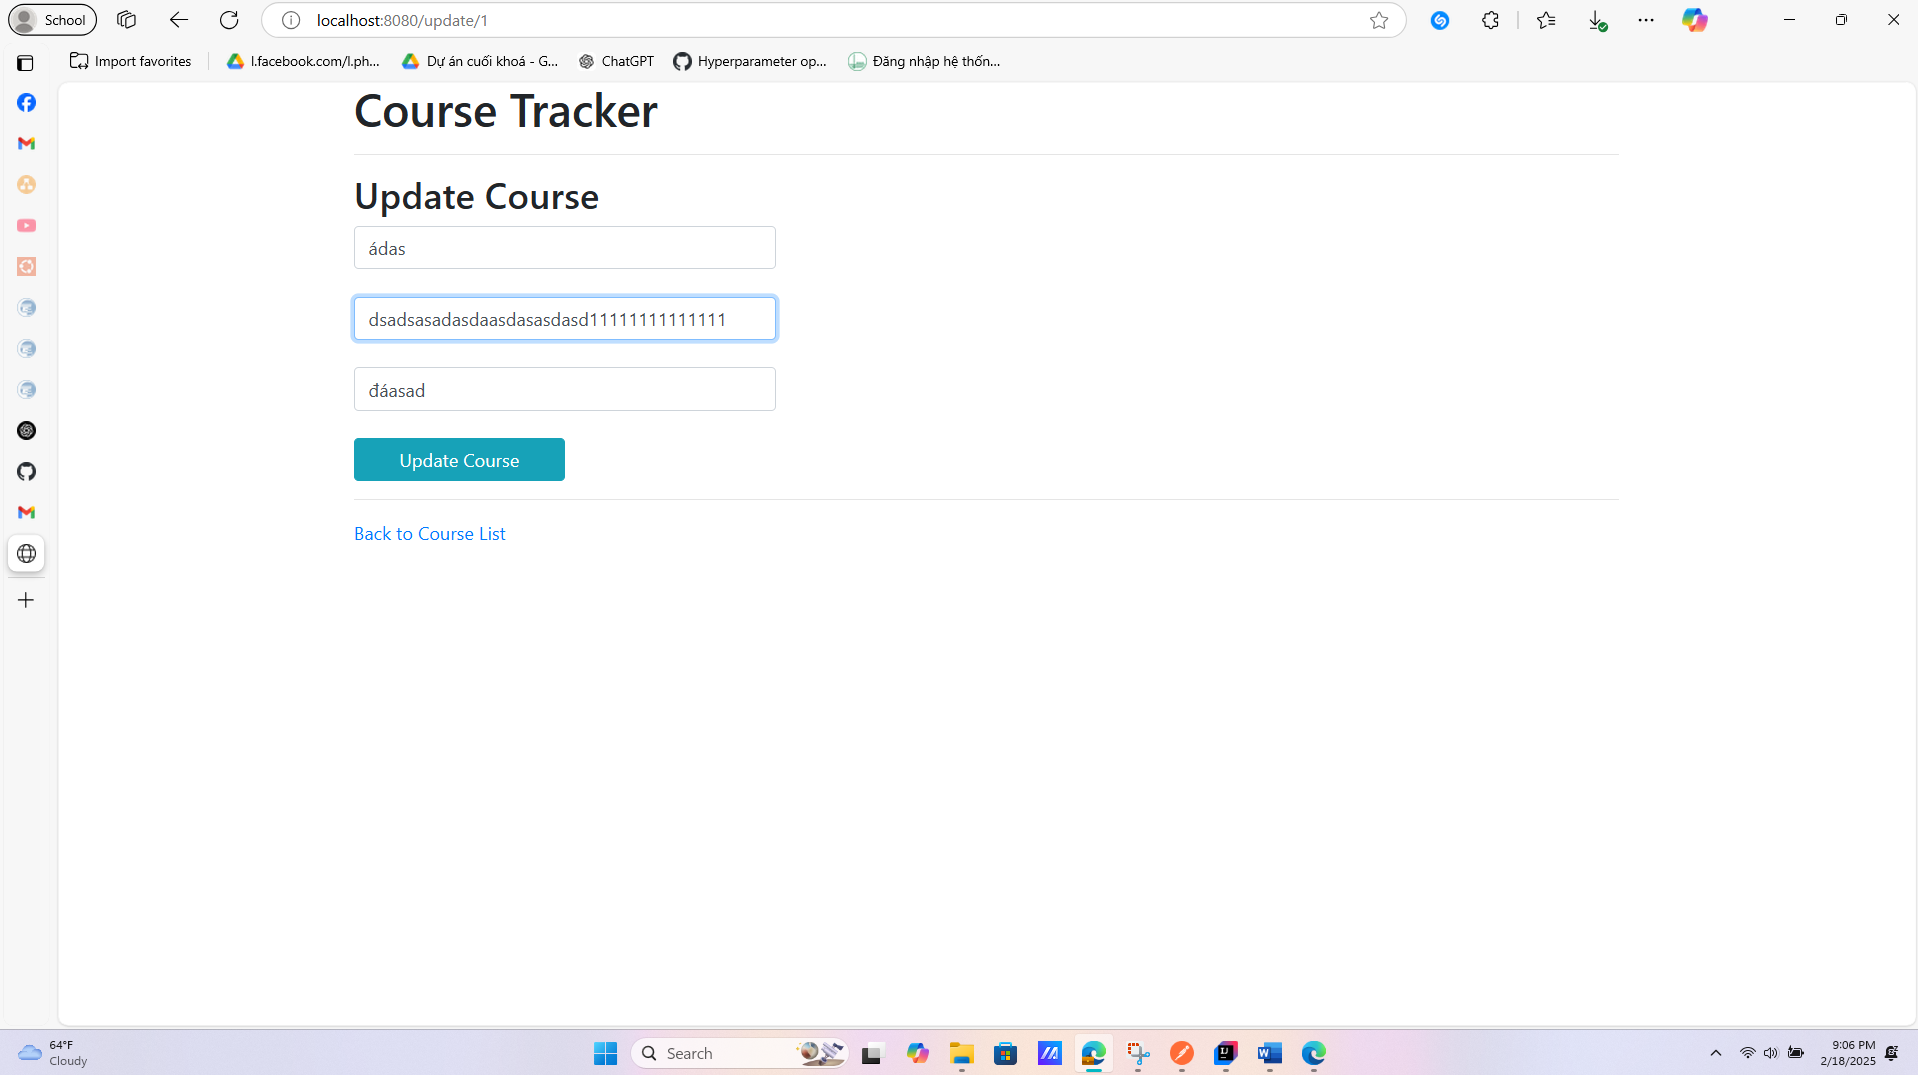 School
localhost:8080/update/1
Import favorites
l.facebook.com/l.ph...
Dự án cuối khoá - G...
ChatGPT
Hyperparameter op...
Đăng nhập hệ thốn...
Course Tracker
Update Course
ádas
dsadsasadasdaasdasasdasd11111111111111
đáasad
Update Course
Back to Course List
64°F
Cloudy
Search
9:06 PM
2/18/2025